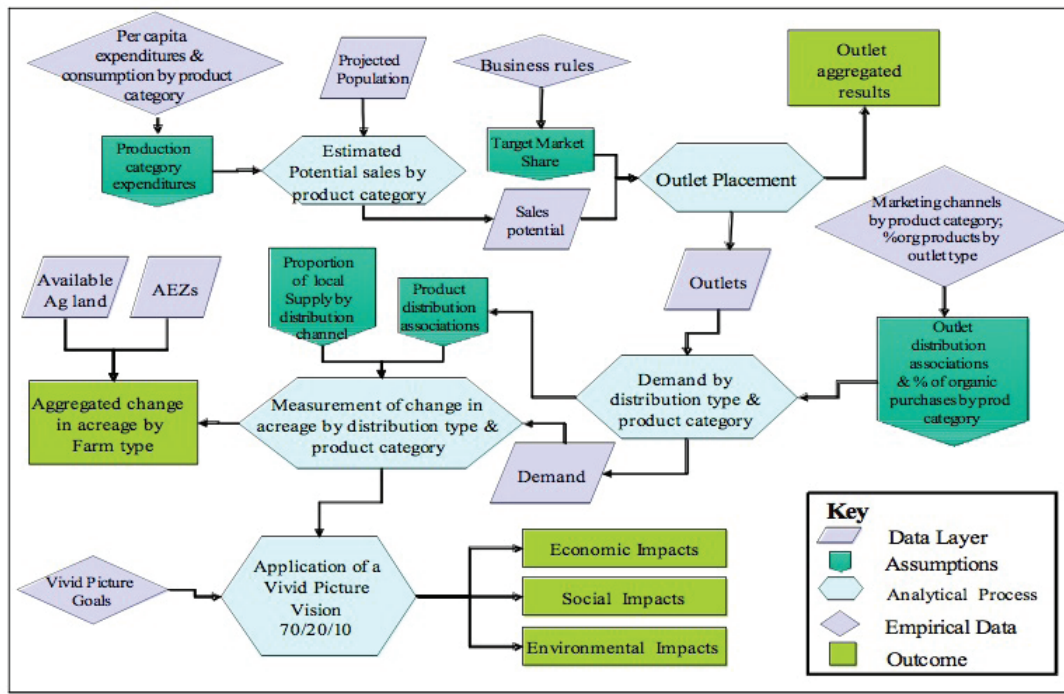 Per capita
expenditures &
consumption by product
category
Projected
Population
Business rules
Outlet
aggregated
results
Production
category
expenditures
Estimated
Potential sales by
product category
Target Market
Share
Outlet Placement
Sales
potential
Marketing channels
by product category;
%org products by
outlet type
Available
Ag land
AEZs
Proportion
of local
Supply by
distribution
channel
Product
distribution
associations
Outlets
Outlet
distribution
associations
& % of organic
purchases by prod
category
Aggregated change
in acreage by
Farm type
Measurement of change in
acreage by distribution type &
product category
Demand by
distribution type &
product category
Demand
Vivid Picture
Goals
Application of a
Vivid Picture
Vision
70/20/10
Economic Impacts
Social Impacts
Environmental Impacts
Key
Data Layer
Assumptions
Analytical Process
Empirical Data
Outcome